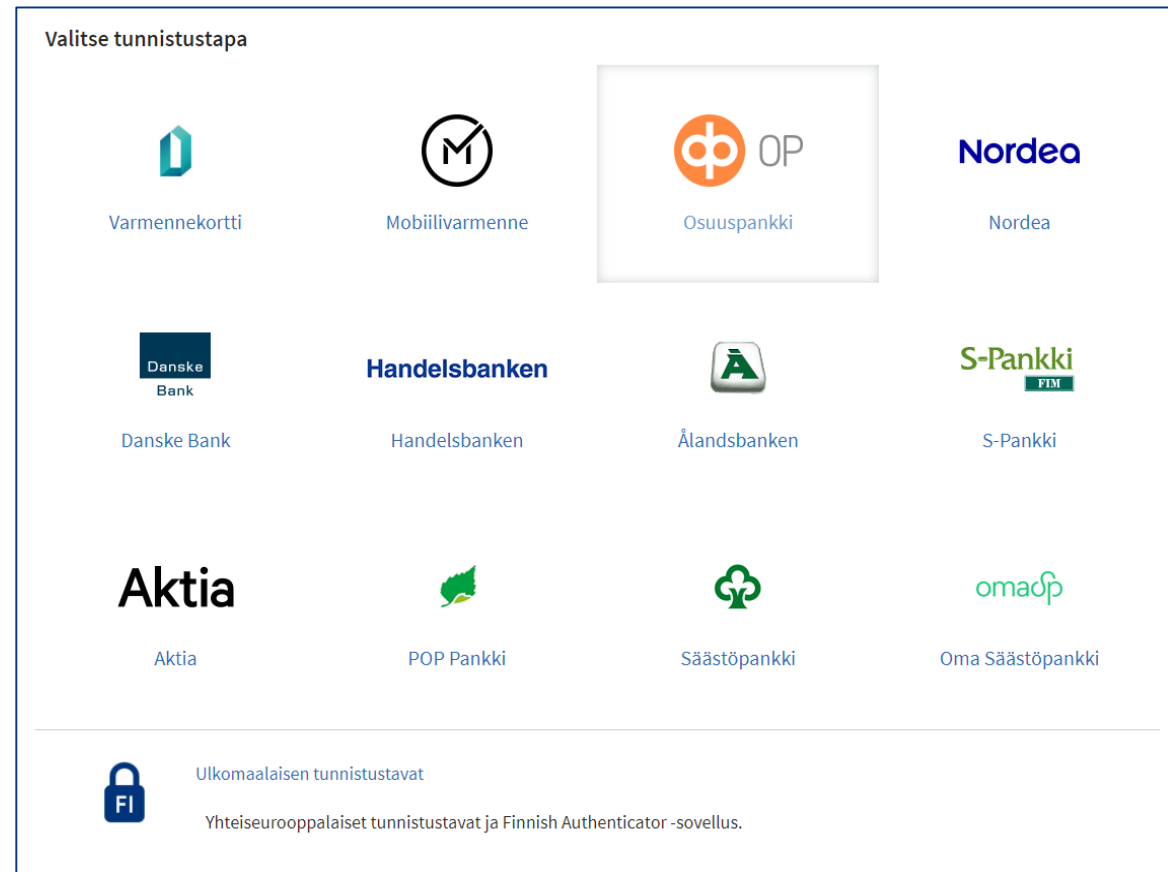 Valitse tunnistustapa
M OP Nordea
Varmennekortti Mobiilivarmenne Osuuspankki Nordea
Danske
Bank
Handelsbanken
Å
S-Pankki
FIM
Danske Bank Handelsbanken Ålandsbanken S-Pankki
Aktia omasp
Aktia POP Pankki Säästöpankki Oma Säästöpankki
FI
Ulkomaalaisen tunnistustavat
Yhteiseurooppalaiset tunnistustavat ja Finnish Authenticator -sovellus.